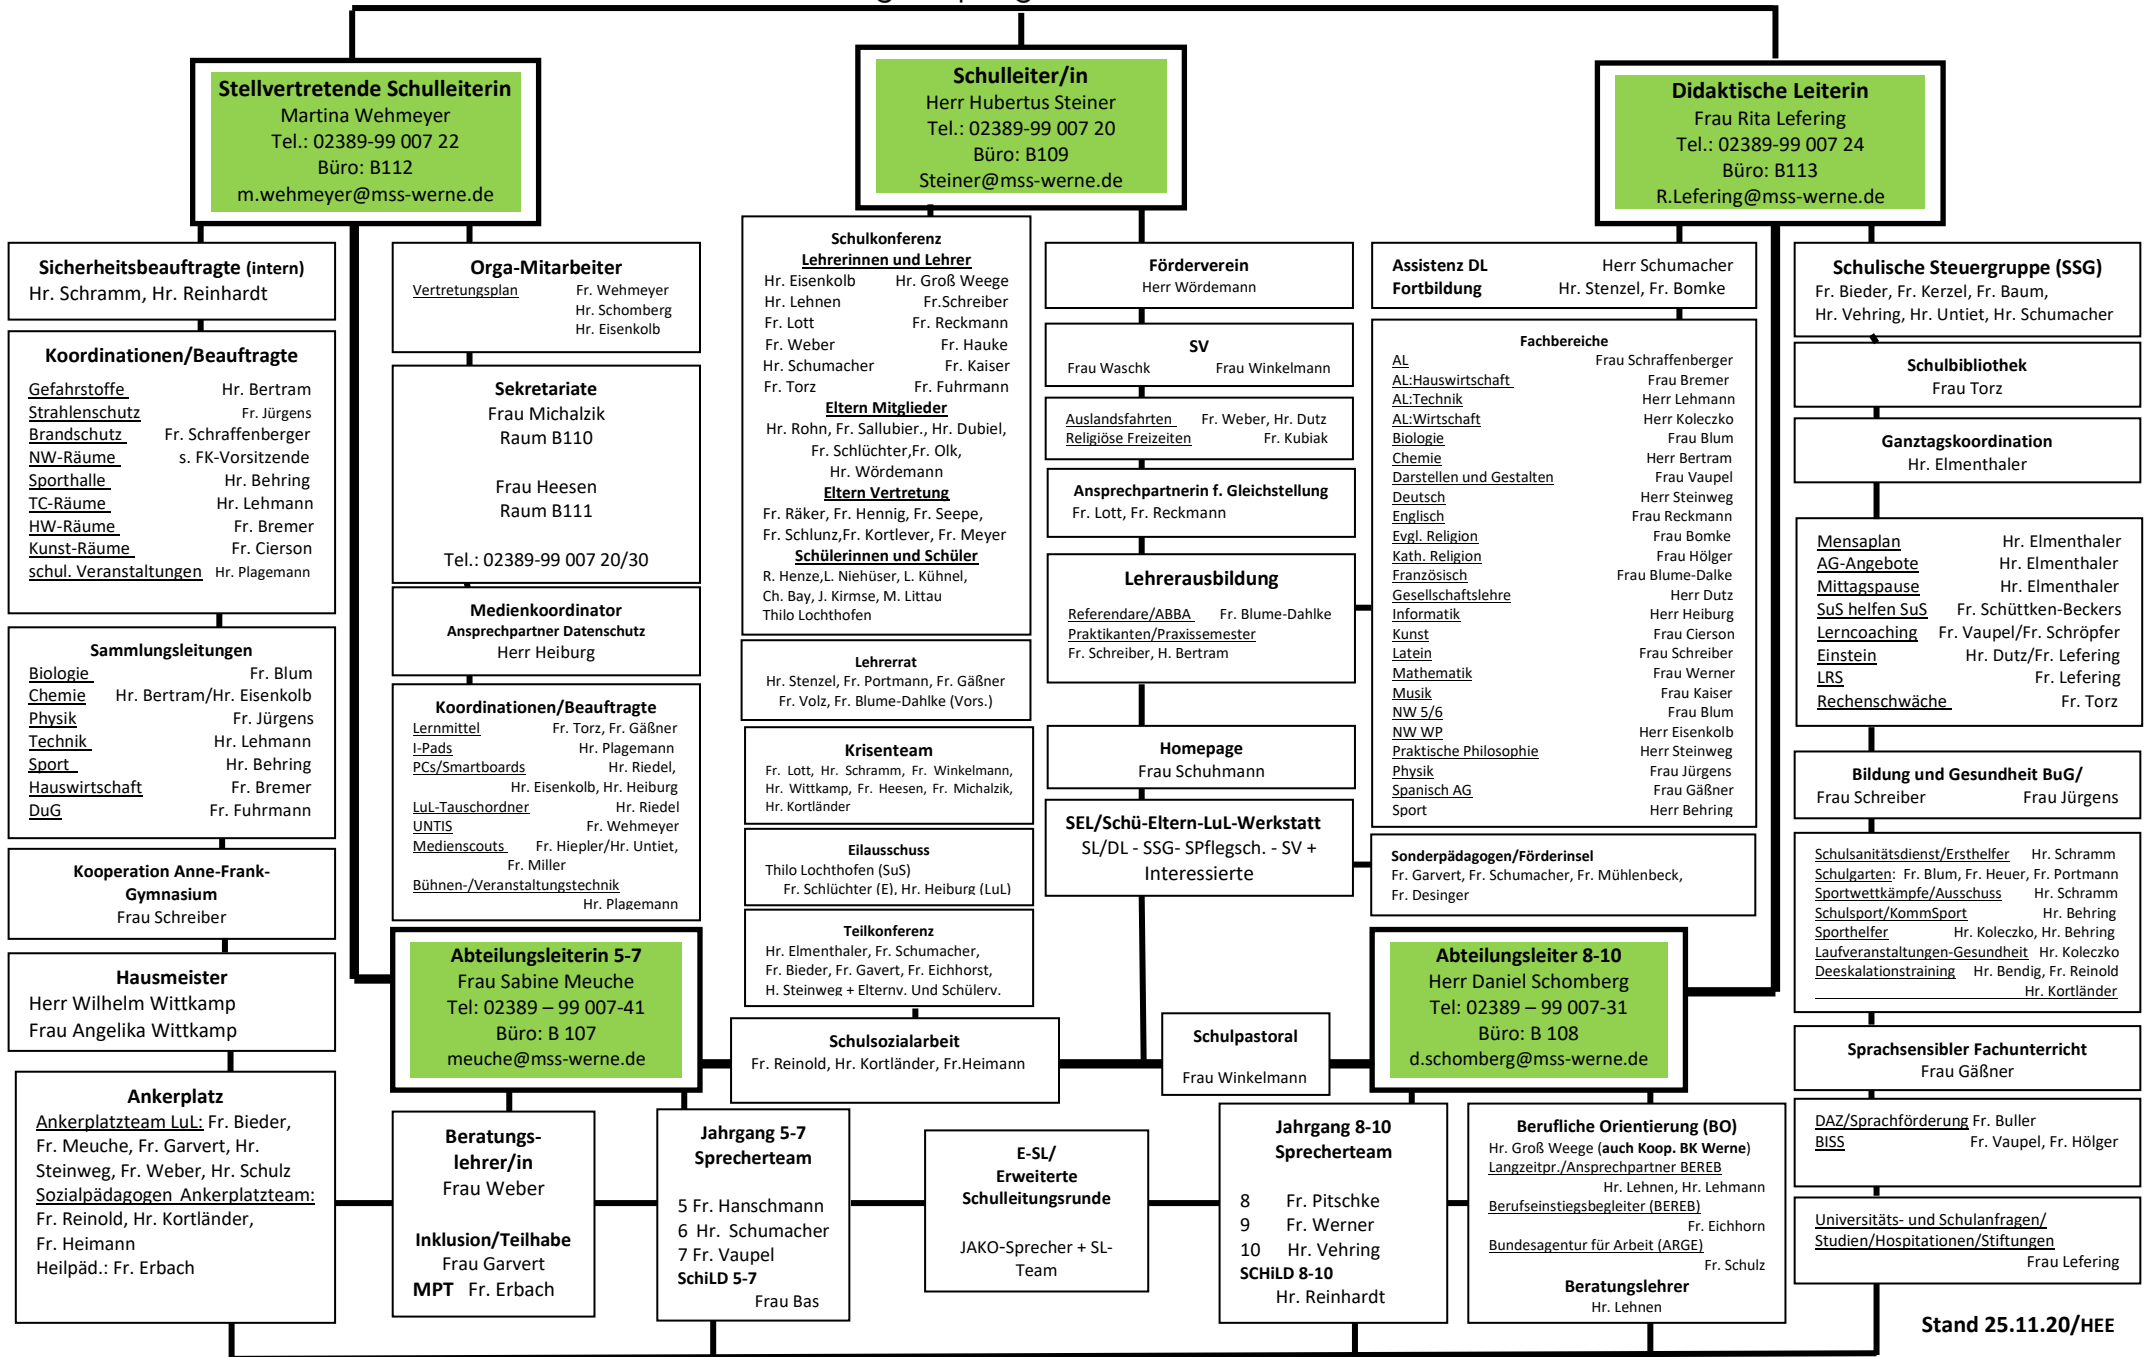 Stellvertretende Schulleiterin
Martina Wehmeyer
Tel.: 02389-99 007 22
Büro: B112
m.wehmeyer@mss-werne.de
Schulleiter/in
Herr Hubertus Steiner
Tel.: 02389-99 007 20
Büro: B109
Steiner@mss-werne.de
Didaktische Leiterin
Frau Rita Lefering
Tel.: 02389-99 007 24
Büro: B113
R.Lefering@mss-werne.de
Sicherheitsbeauftragte (intern)
Hr. Schramm, Hr. Reinhardt
Koordinationen/Beauftragte
Gefahrstoffe Hr. Bertram
Strahlenschutz Fr. Jürgens
Brandschutz Fr. Schraffenberger
NW-Räume s. FK-Vorsitzende
Sporthalle Hr. Behring
TC-Räume Hr. Lehmann
HW-Räume Fr. Bremer
Kunst-Räume Fr. Cierson
schul. Veranstaltungen Hr. Plagemann
Sammlungsleitungen
Biologie Fr. Blum
Chemie Hr. Bertram/Hr. Eisenkolb
Physik Fr. Jürgens
Technik Hr. Lehmann
Sport Hr. Behring
Hauswirtschaft Fr. Bremer
DuG Fr. Fuhrmann
Kooperation Anne-Frank-
Gymnasium
Frau Schreiber
Hausmeister
Herr Wilhelm Wittkamp
Frau Angelika Wittkamp
Ankerplatz
Ankerplatzteam LuL: Fr. Bieder,
Fr. Meuche, Fr. Garvert, Hr.
Steinweg, Fr. Weber, Hr. Schulz
Sozialpädagogen Ankerplatzteam:
Fr. Reinold, Hr. Kortländer,
Fr. Heimann
Heilpäd.: Fr. Erbach
Orga-Mitarbeiter
Vertretungsplan Fr. Wehmeyer
Hr. Schomberg
Hr. Eisenkolb
Sekretariate
Frau Michalzik
Raum B110
Frau Heesen
Raum B111
Tel.: 02389-99 007 20/30
Medienkoordinator
Ansprechpartner Datenschutz
Herr Heiburg
Koordinationen/Beauftragte
Lernmittel Fr. Torz, Fr. Gäßner
I-Pads Hr. Plagemann
PCs/Smartboards Hr. Riedel,
Hr. Eisenkolb, Hr. Heiburg
LuL-Tauschordner Hr. Riedel
UNTIS Fr. Wehmeyer
Medienscouts Fr. Hiepler/Hr. Untiet,
Fr. Miller
Bühnen-/Veranstaltungstechnik
Hr. Plagemann
Abteilungsleiterin 5-7
Frau Sabine Meuche
Tel: 02389 – 99 007-41
Büro: B 107
meuche@mss-werne.de
Beratungs-
lehrer/in
Frau Weber
Inklusion/Teilhabe
Frau Garvert
MPT Fr. Erbach
Schulkonferenz
Lehrerinnen und Lehrer
Hr. Eisenkolb Hr. Groß Weege
Hr. Lehnen Fr.Schreiber
Fr. Lott Fr. Reckmann
Fr. Weber Fr. Hauke
Hr. Schumacher Fr. Kaiser
Fr. Torz Fr. Fuhrmann
Eltern Mitglieder
Hr. Rohn, Fr. Sallubier., Hr. Dubiel,
Fr. Schlüchter,Fr. Olk,
Hr. Wördemann
Eltern Vertretung
Fr. Räker, Fr. Hennig, Fr. Seepe,
Fr. Schlunz,Fr. Kortlever, Fr. Meyer
Schülerinnen und Schüler
R. Henze,L. Niehüser, L. Kühnel,
Ch. Bay, J. Kirmse, M. Littau
Thilo Lochthofen
Lehrerrat
Hr. Stenzel, Fr. Portmann, Fr. Gäßner
Fr. Volz, Fr. Blume-Dahlke (Vors.)
Krisenteam
Fr. Lott, Hr. Schramm, Fr. Winkelmann,
Hr. Wittkamp, Fr. Heesen, Fr. Michalzik,
Hr. Kortländer
Eilausschuss
Thilo Lochthofen (SuS)
Fr. Schlüchter (E), Hr. Heiburg (LuL)
Teilkonferenz
Hr. Elmenthaler, Fr. Schumacher,
Fr. Bieder, Fr. Gavert, Fr. Eichhorst,
H. Steinweg + Elternv. Und Schülerv.
Schulsozialarbeit
Fr. Reinold, Hr. Kortländer, Fr.Heimann
Jahrgang 5-7
Sprecherteam
5 Fr. Hanschmann
6 Hr. Schumacher
7 Fr. Vaupel
SchiLD 5-7
Frau Bas
Förderverein
Herr Wördemann
SV
Frau Waschk Frau Winkelmann
Auslandsfahrten Fr. Weber, Hr. Dutz
Religiöse Freizeiten Fr. Kubiak
Ansprechpartnerin f. Gleichstellung
Fr. Lott, Fr. Reckmann
Lehrerausbildung
Referendare/ABBA Fr. Blume-Dahlke
Praktikanten/Praxissemester
Fr. Schreiber, H. Bertram
Homepage
Frau Schuhmann
SEL/Schü-Eltern-LuL-Werkstatt
SL/DL - SSG- SPflegsch. - SV +
Interessierte
Schulpastoral
Frau Winkelmann
E-SL/
Erweiterte
Schulleitungsrunde
JAKO-Sprecher + SL-
Team
Assistenz DL Herr Schumacher
Fortbildung Hr. Stenzel, Fr. Bomke
Fachbereiche
AL Frau Schraffenberger
AL:Hauswirtschaft Frau Bremer
AL:Technik Herr Lehmann
AL:Wirtschaft Herr Koleczko
Biologie Frau Blum
Chemie Herr Bertram
Darstellen und Gestalten Frau Vaupel
Deutsch Herr Steinweg
Englisch Frau Reckmann
Evgl. Religion Frau Bomke
Kath. Religion Frau Hölger
Französisch Frau Blume-Dalke
Gesellschaftslehre Herr Dutz
Informatik Herr Heiburg
Kunst Frau Cierson
Latein Frau Schreiber
Mathematik Frau Werner
Musik Frau Kaiser
NW 5/6 Frau Blum
NW WP Herr Eisenkolb
Praktische Philosophie Herr Steinweg
Physik Frau Jürgens
Spanisch AG Frau Gäßner
Sport Herr Behring
Sonderpädagogen/Förderinsel
Fr. Garvert, Fr. Schumacher, Fr. Mühlenbeck,
Fr. Desinger
Abteilungsleiter 8-10
Herr Daniel Schomberg
Tel: 02389 – 99 007-31
Büro: B 108
d.schomberg@mss-werne.de
Jahrgang 8-10
Sprecherteam
8 Fr. Pitschke
9 Fr. Werner
10 Hr. Vehring
SCHiLD 8-10
Hr. Reinhardt
Berufliche Orientierung (BO)
Hr. Groß Weege (auch Koop. BK Werne)
Langzeitpr./Ansprechpartner BEREB
Hr. Lehnen, Hr. Lehmann
Berufseinstiegsbegleiter (BEREB)
Fr. Eichhorn
Bundesagentur für Arbeit (ARGE)
Fr. Schulz
Beratungslehrer
Hr. Lehnen
Schulische Steuergruppe (SSG)
Fr. Bieder, Fr. Kerzel, Fr. Baum,
Hr. Vehring, Hr. Untiet, Hr. Schumacher
Schulbibliothek
Frau Torz
Ganztagskoordination
Hr. Elmenthaler
Mensaplan Hr. Elmenthaler
AG-Angebote Hr. Elmenthaler
Mittagspause Hr. Elmenthaler
SuS helfen SuS Fr. Schüttken-Beckers
Lerncoaching Fr. Vaupel/Fr. Schröpfer
Einstein Hr. Dutz/Fr. Lefering
LRS Fr. Lefering
Rechenschwäche Fr. Torz
Bildung und Gesundheit BuG/
Frau Schreiber Frau Jürgens
Schulsanitätsdienst/Ersthelfer Hr. Schramm
Schulgarten: Fr. Blum, Fr. Heuer, Fr. Portmann
Sportwettkämpfe/Ausschuss Hr. Schramm
Schulsport/KommSport Hr. Behring
Sporthelfer Hr. Koleczko, Hr. Behring
Laufveranstaltungen-Gesundheit Hr. Koleczko
Deeskalationstraining Hr. Bendig, Fr. Reinold
Hr. Kortländer
Sprachsensibler Fachunterricht
Frau Gäßner
DAZ/Sprachförderung Fr. Buller
BISS Fr. Vaupel, Fr. Hölger
Universitäts- und Schulanfragen/
Studien/Hospitationen/Stiftungen
Frau Lefering
Stand 25.11.20/HEE